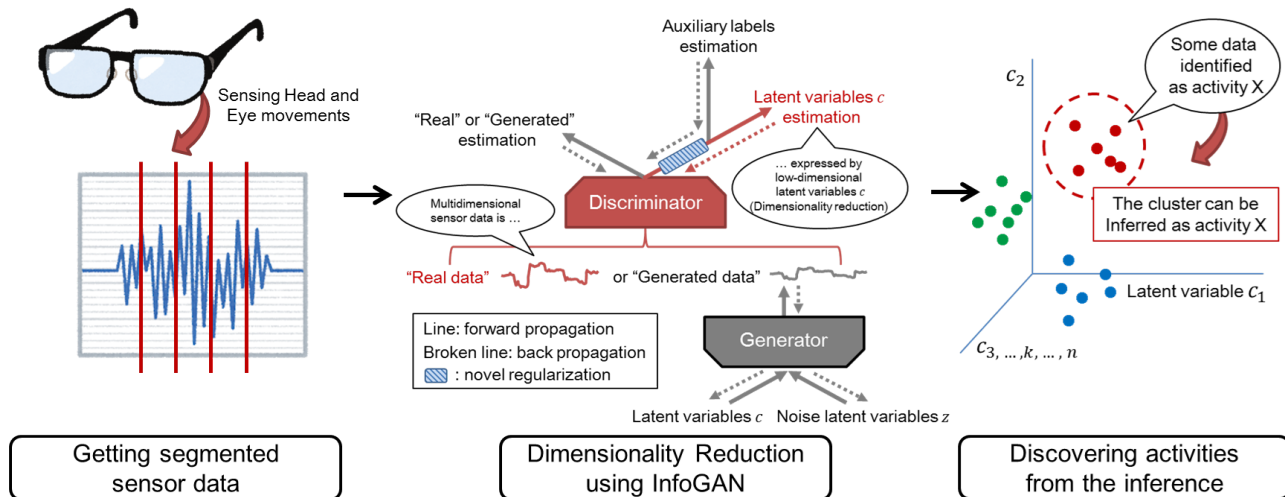 Sensing Head and
Eye movements
Getting segmented
sensor data
Auxiliary labels
estimation
"Real" or "Generated"
estimation
Latent variables c
estimation
Multidimensional
sensor data is ...
... expressed by
low-dimensional
latent variables c
(Dimensionality reduction)
Discriminator
"Real data"
or "Generated data"
Line: forward propagation
Broken line: back propagation
: novel regularization
Generator
Latent variables c
Noise latent variables z
Dimensionality Reduction
using InfoGAN
Some data
identified
as activity X
c₂
The cluster can be
Inferred as activity X
Latent variable c₁
c₃, ...,k, ..., n
Discovering activities
from the inference